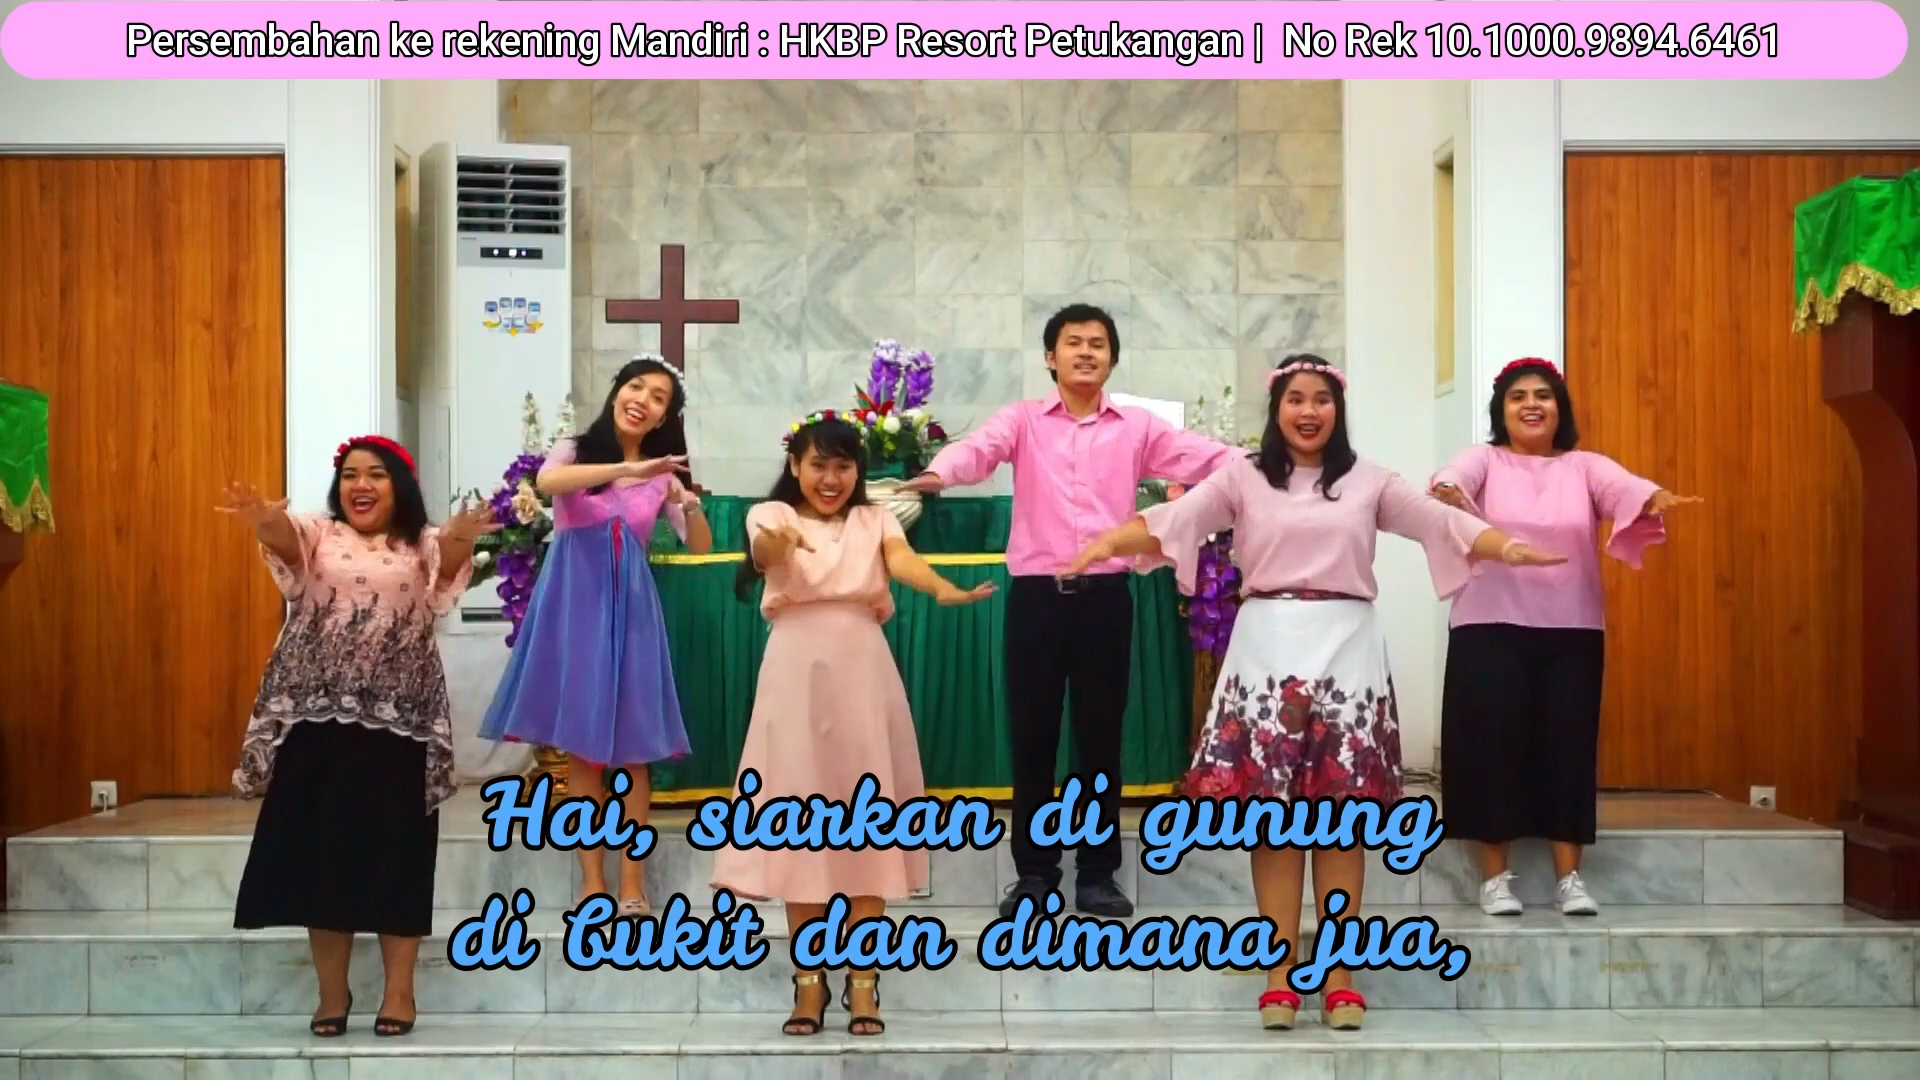 Persembahan ke rekening Mandiri : HKBP Resort Petukangan | No Rek 10.1000.9894.6461
Hai, siarkan di gunung
di bukit dan dimana jua,